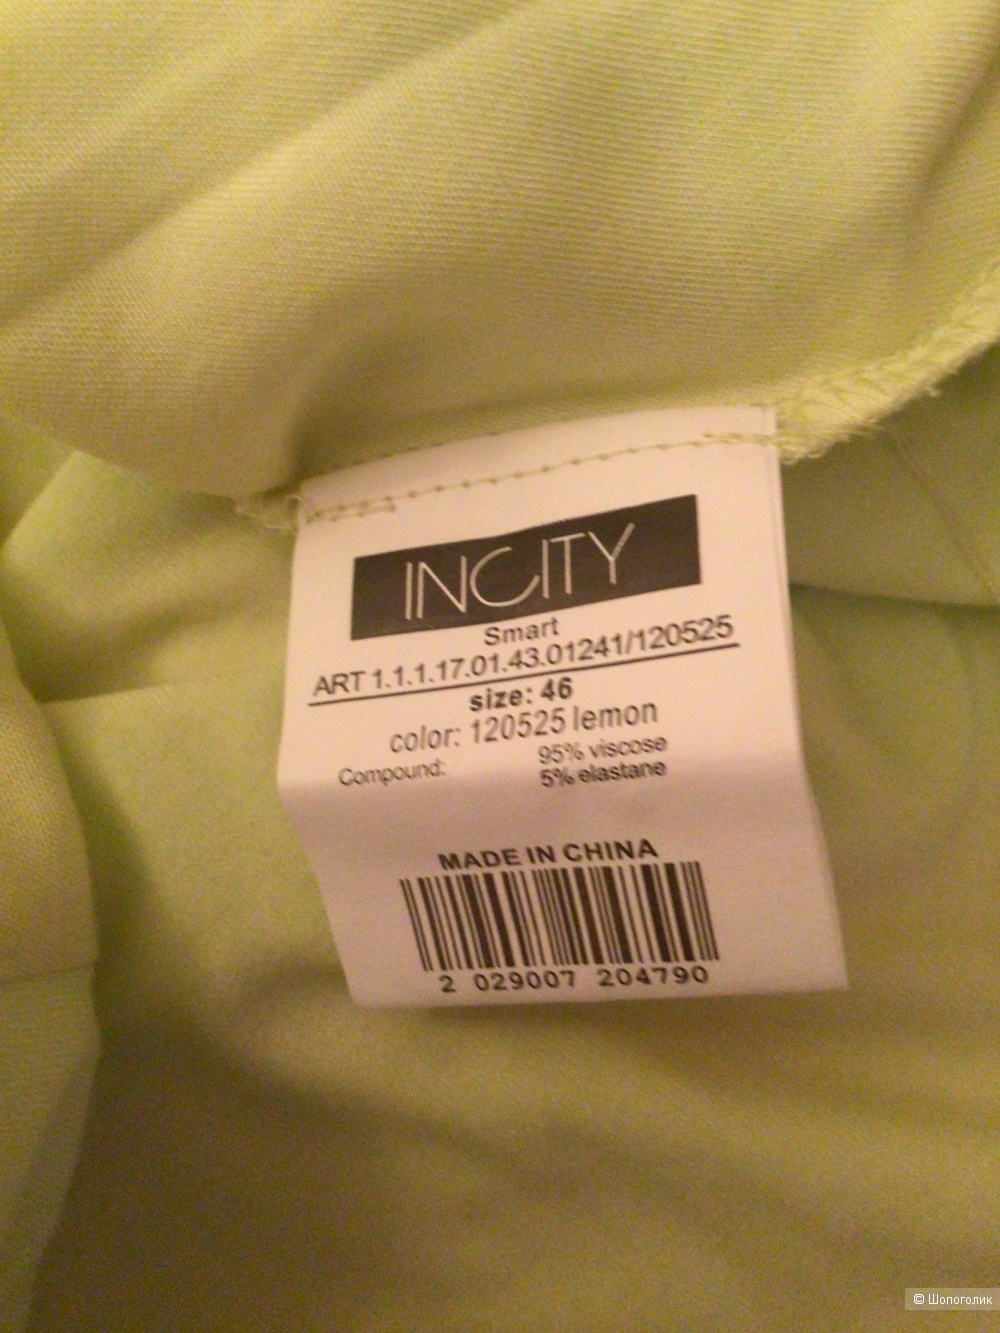 INCITY
Smart
ART 1.1.1.17.01.43.01241/120525
size: 46
color: 120525 lemon
Compound: 95% viscose
5% elastane
MADE IN CHINA
2 029007 204790
© Шопоголик